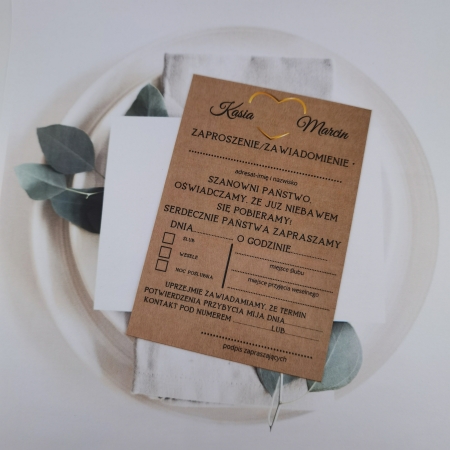 Kasia
Marcin
ZAPROSZENIE/ZAWIADOMIENIE *
adresat-imię i nazwisko
SZANOWNI PAŃSTWO,
OŚWIADCZAMY, ŻE JUŻ NIEBAWEM
SIĘ POBIERAMY!
SERDECZNIE PAŃSTWA ZAPRASZAMY
DNIA O GODZINIE
ŚLUB
WESELE
NOC POŚLUBNA
miejsce ślubu
miejsce przyjęcia weselnego
UPRZEJMIE ZAWIADAMIAMY, ŻE TERMIN
POTWIERDZENIA PRZYBYCIA MIJA DNIA
KONTAKT POD NUMEREM LUB
podpis zapraszających